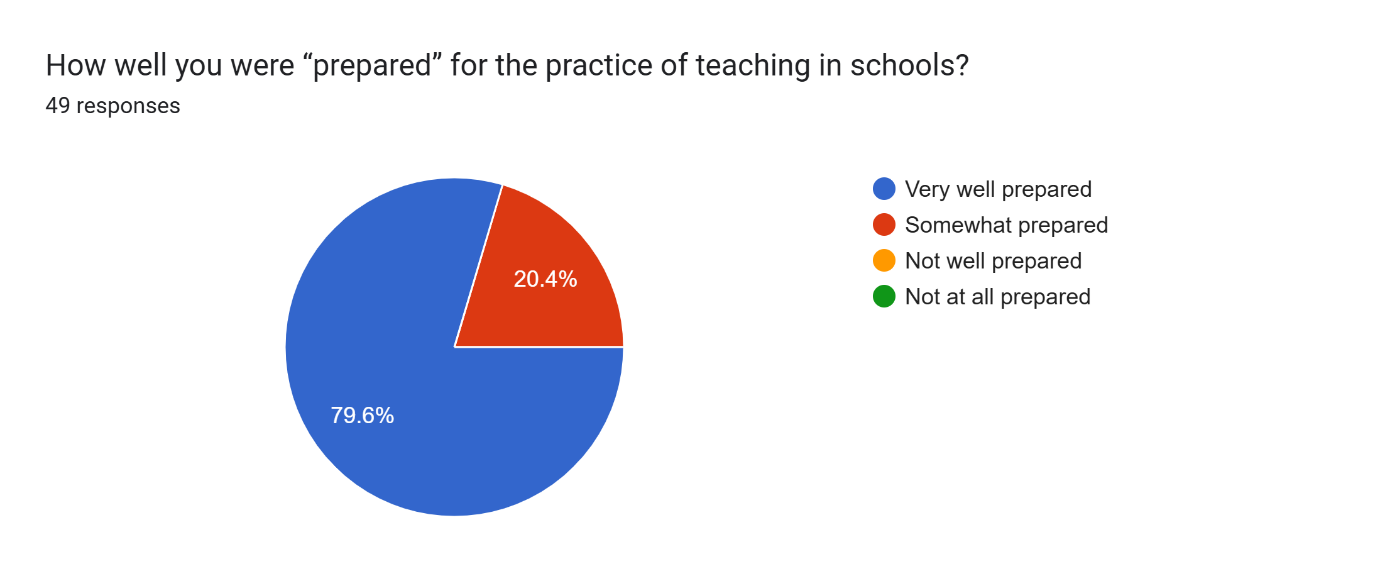 How well you were “prepared” for the practice of teaching in schools?
49 responses
Very well prepared
Somewhat prepared
Not well prepared
Not at all prepared
20.4%
79.6%